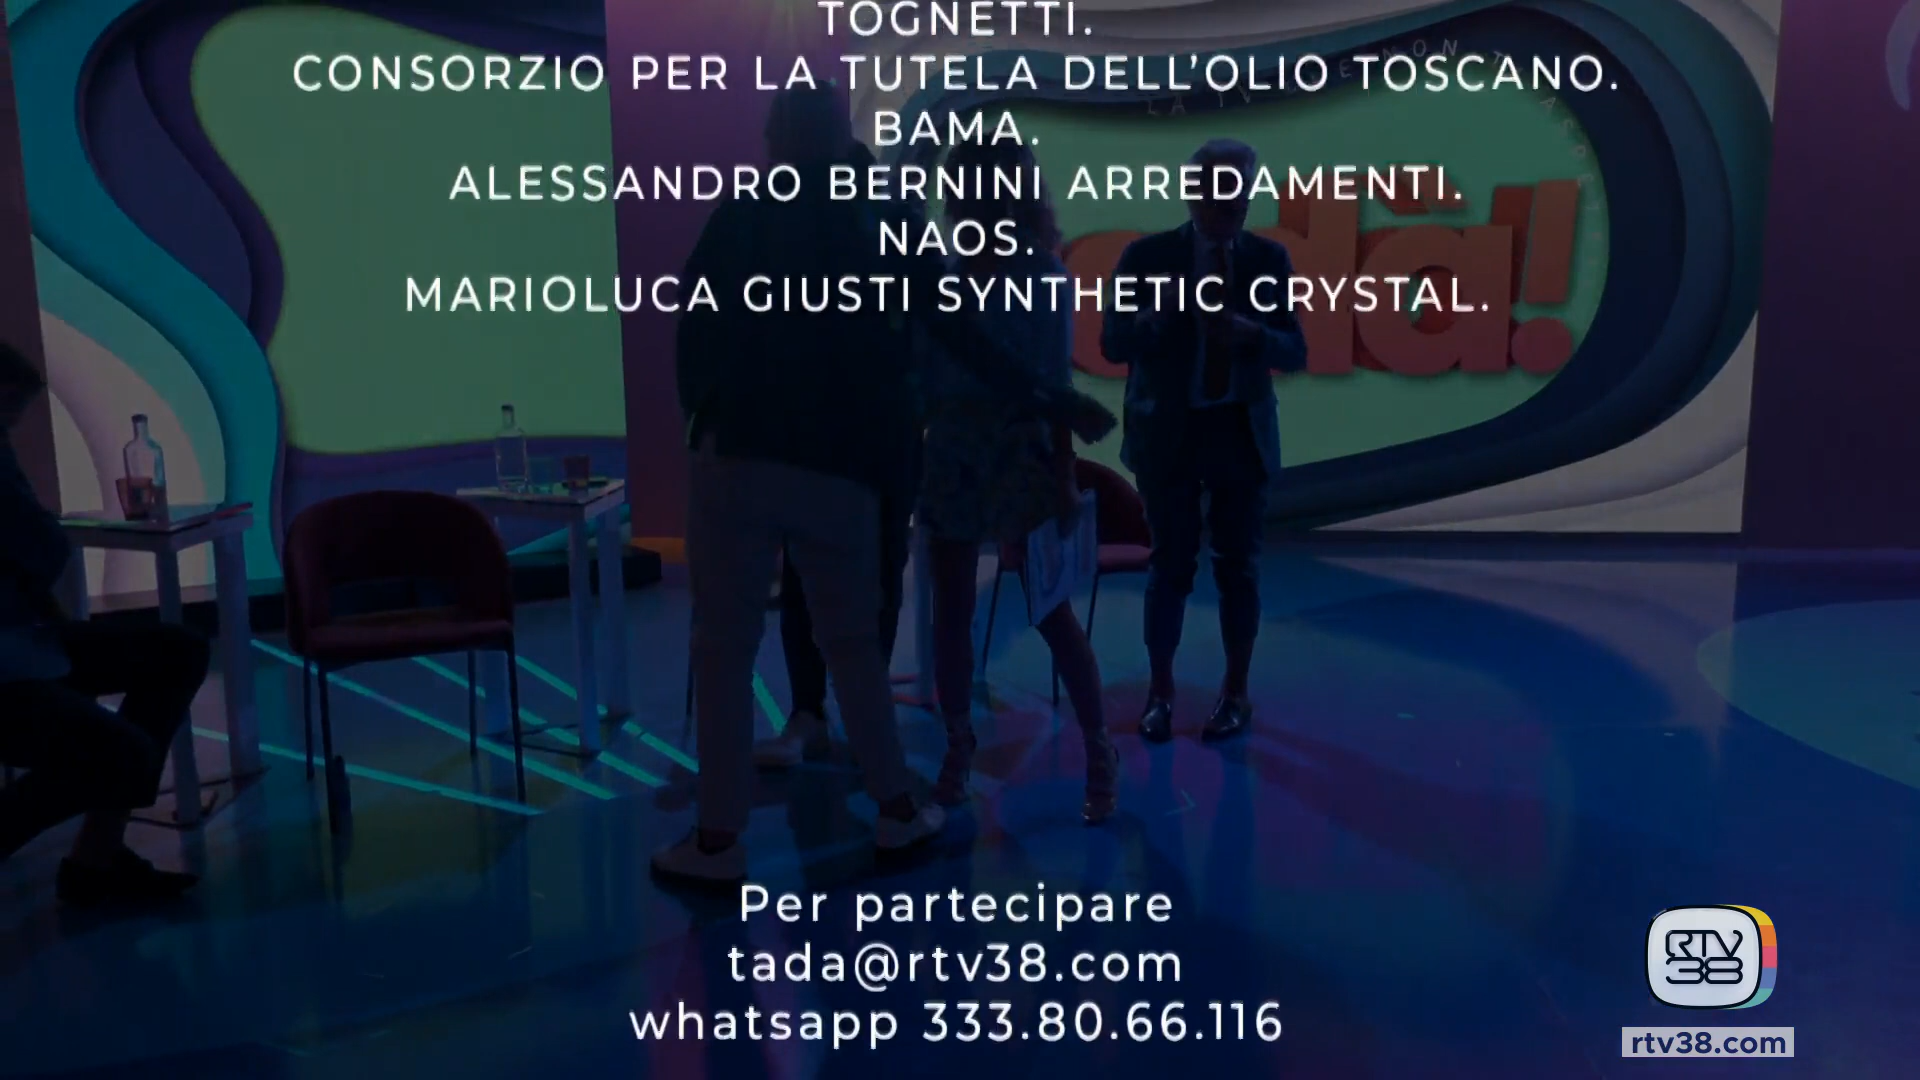 TOGNETTI.
CONSORZIO PER LA TUTELA DELL'OLIO TOSCANO.
BAMA.
ALESSANDRO BERNINI ARREDAMENTI.
NAOS.
MARIOLUCA GIUSTI SYNTHETIC CRYSTAL.
adà!
Per partecipare
tada@rtv38.com
whatsapp 333.80.66.116
RTV
38
rtv38.com